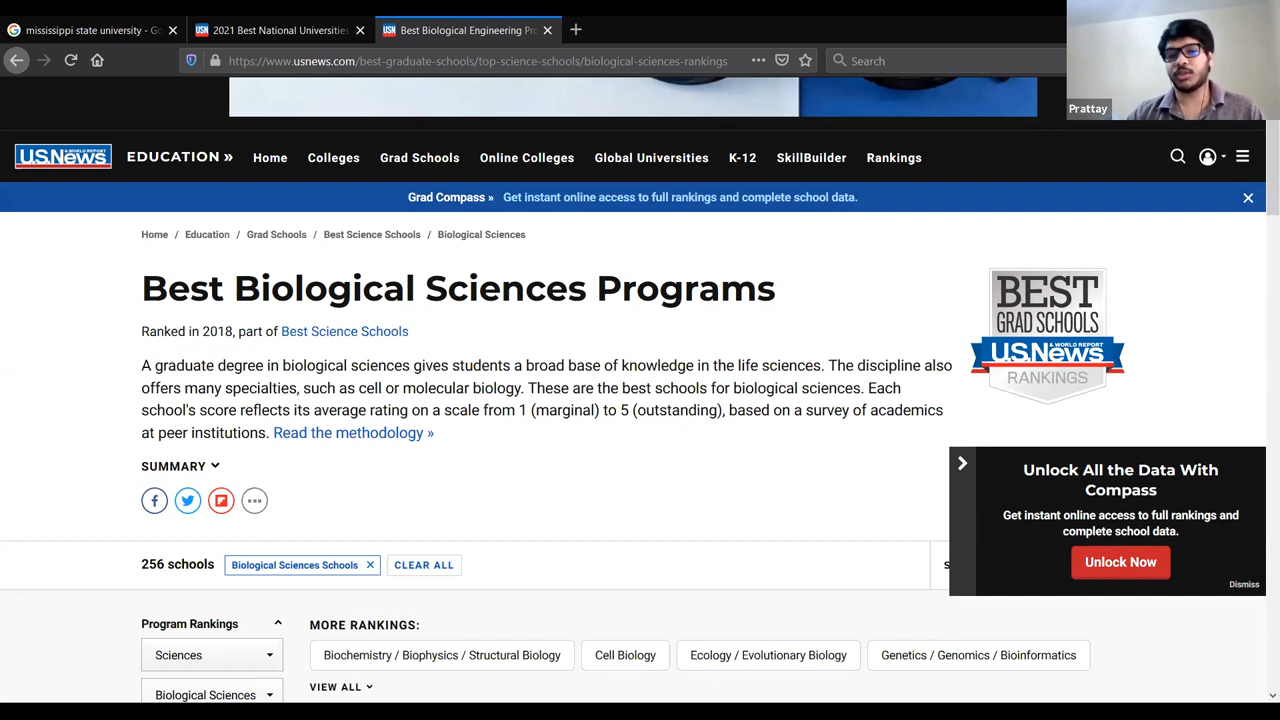 mississippi state university - Go
2021 Best National Universities
Best Biological Engineering Pro
https://www.usnews.com/best-graduate-schools/top-science-schools/biological-sciences-rankings
Search
Prattay
U.S.News & WORLD REPORT
EDUCATION »
Home
Colleges
Grad Schools
Online Colleges
Global Universities
K-12
SkillBuilder
Rankings
Grad Compass » Get instant online access to full rankings and complete school data.
Home / Education / Grad Schools / Best Science Schools / Biological Sciences
Best Biological Sciences Programs
Ranked in 2018, part of Best Science Schools
A graduate degree in biological sciences gives students a broad base of knowledge in the life sciences. The discipline also
offers many specialties, such as cell or molecular biology. These are the best schools for biological sciences. Each
school's score reflects its average rating on a scale from 1 (marginal) to 5 (outstanding), based on a survey of academics
at peer institutions. Read the methodology »
BEST
GRAD SCHOOLS
U.S.News & WORLD REPORT
RANKINGS
SUMMARY
Unlock All the Data With
Compass
Get instant online access to full rankings and
complete school data.
Unlock Now
Dismiss
256 schools
Biological Sciences Schools
CLEAR ALL
S
Program Rankings
Sciences
Biological Sciences
MORE RANKINGS:
Biochemistry / Biophysics / Structural Biology
Cell Biology
Ecology / Evolutionary Biology
Genetics / Genomics / Bioinformatics
VIEW ALL